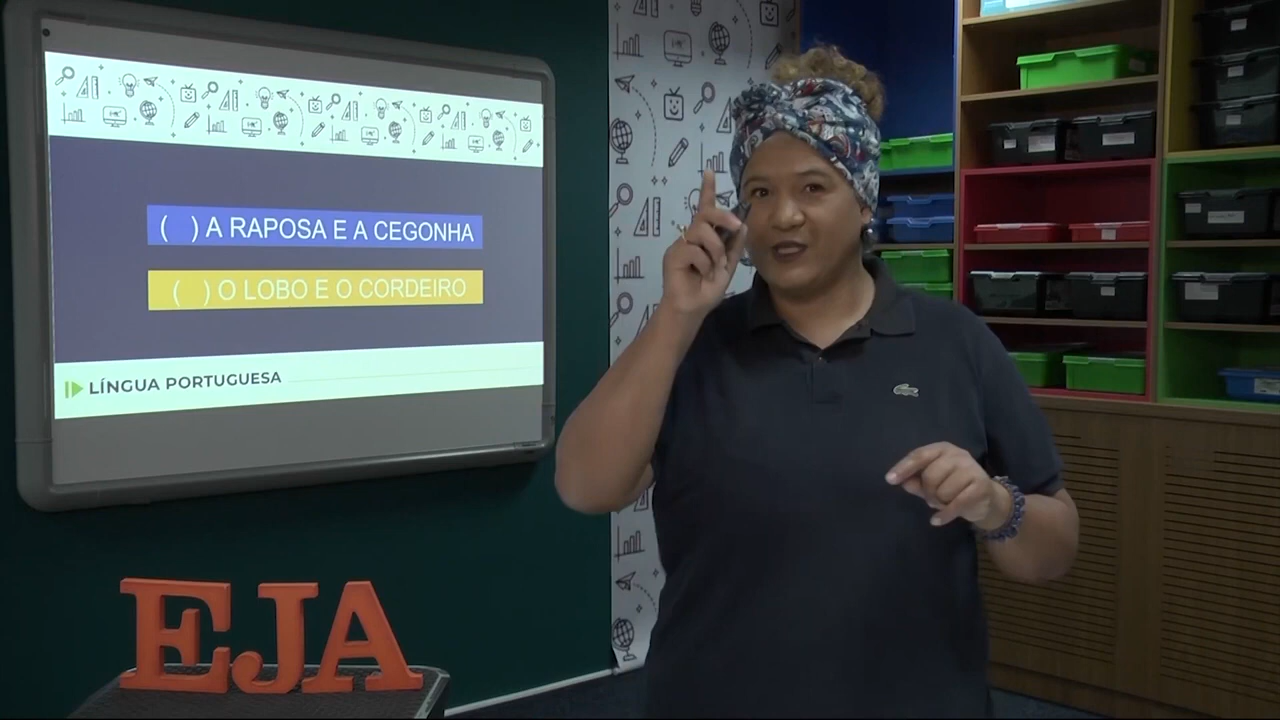 ( ) A RAPOSA E A CEGONHA
( ) O LOBO E O CORDEIRO
LÍNGUA PORTUGUESA
EJA